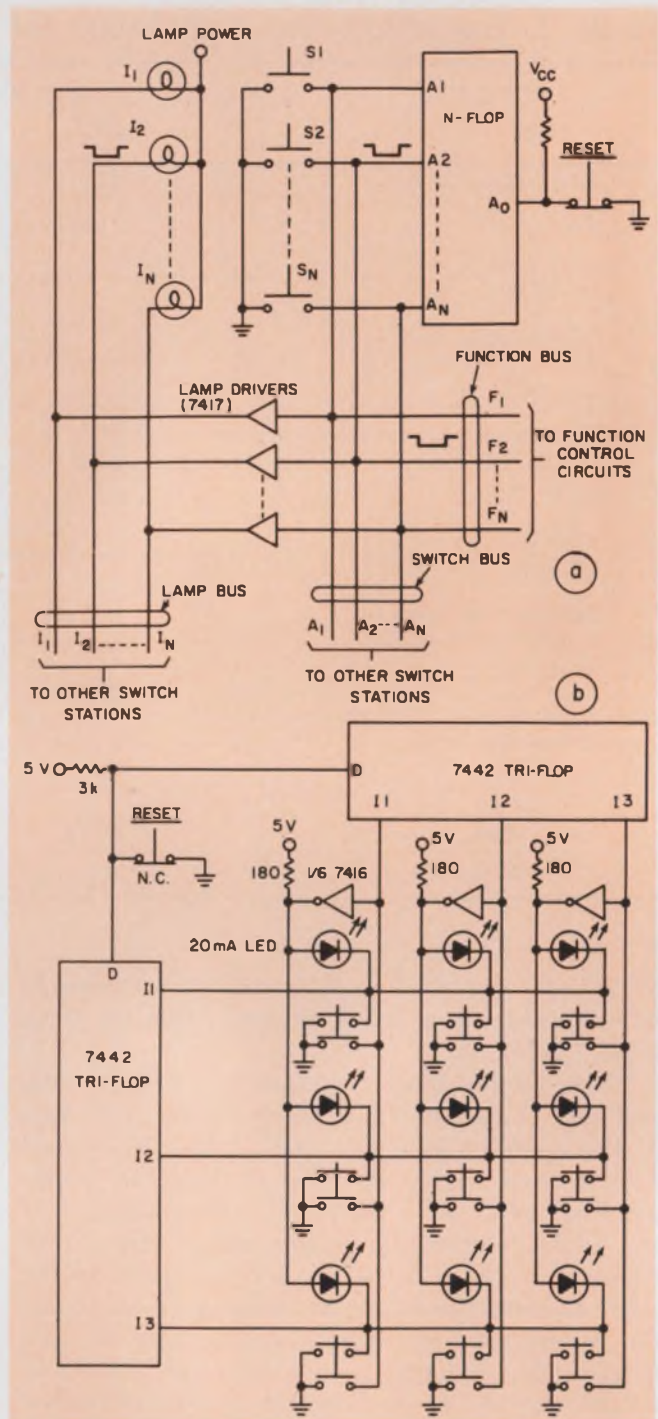 LAMP POWER
I1
I2
IN
S1
S2
SN
A1
A2
AN
N-FLOP
A0
VCC
RESET
LAMP DRIVERS
(7417)
FUNCTION BUS
F1
F2
FN
TO FUNCTION
CONTROL
CIRCUITS
SWITCH BUS
a
LAMP BUS
I1 I2 IN
A1 A2 AN
TO OTHER SWITCH
STATIONS
TO OTHER SWITCH
STATIONS
b
5 V
3k
D
7442 TRI-FLOP
I1 I2 I3
RESET
N.C.
5V
180
1/6 7416
5V
180
5V
180
20mA LED
D
I1
7442
TRI-FLOP
I2
I3